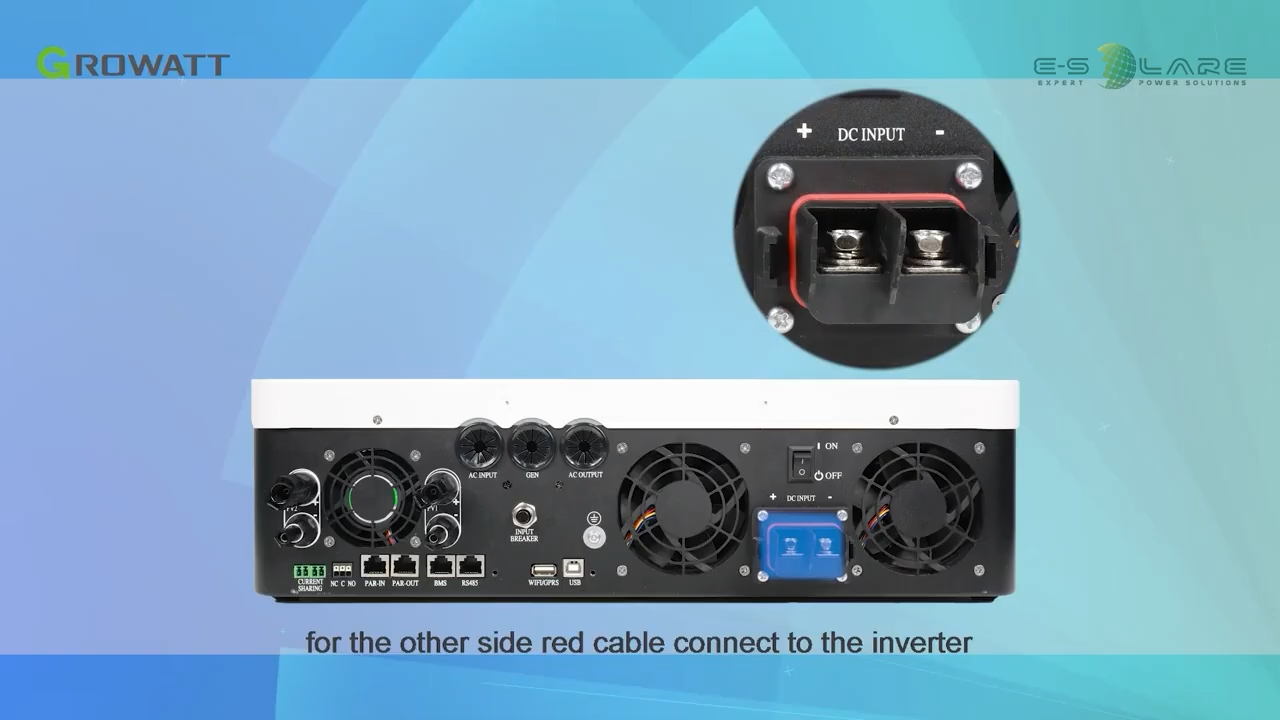 GROWATT
E-SOLARE
EXPERT POWER SOLUTIONS
+ DC INPUT -
ON
OFF
AC INPUT
GEN
AC OUTPUT
+ DC INPUT -
PV2
PV1
INPUT
BREAKER
CURRENT
SHARING
NC C NO
PAR-IN
PAR-OUT
BMS
RS485
WIFI/GPRS
USB
for the other side red cable connect to the inverter